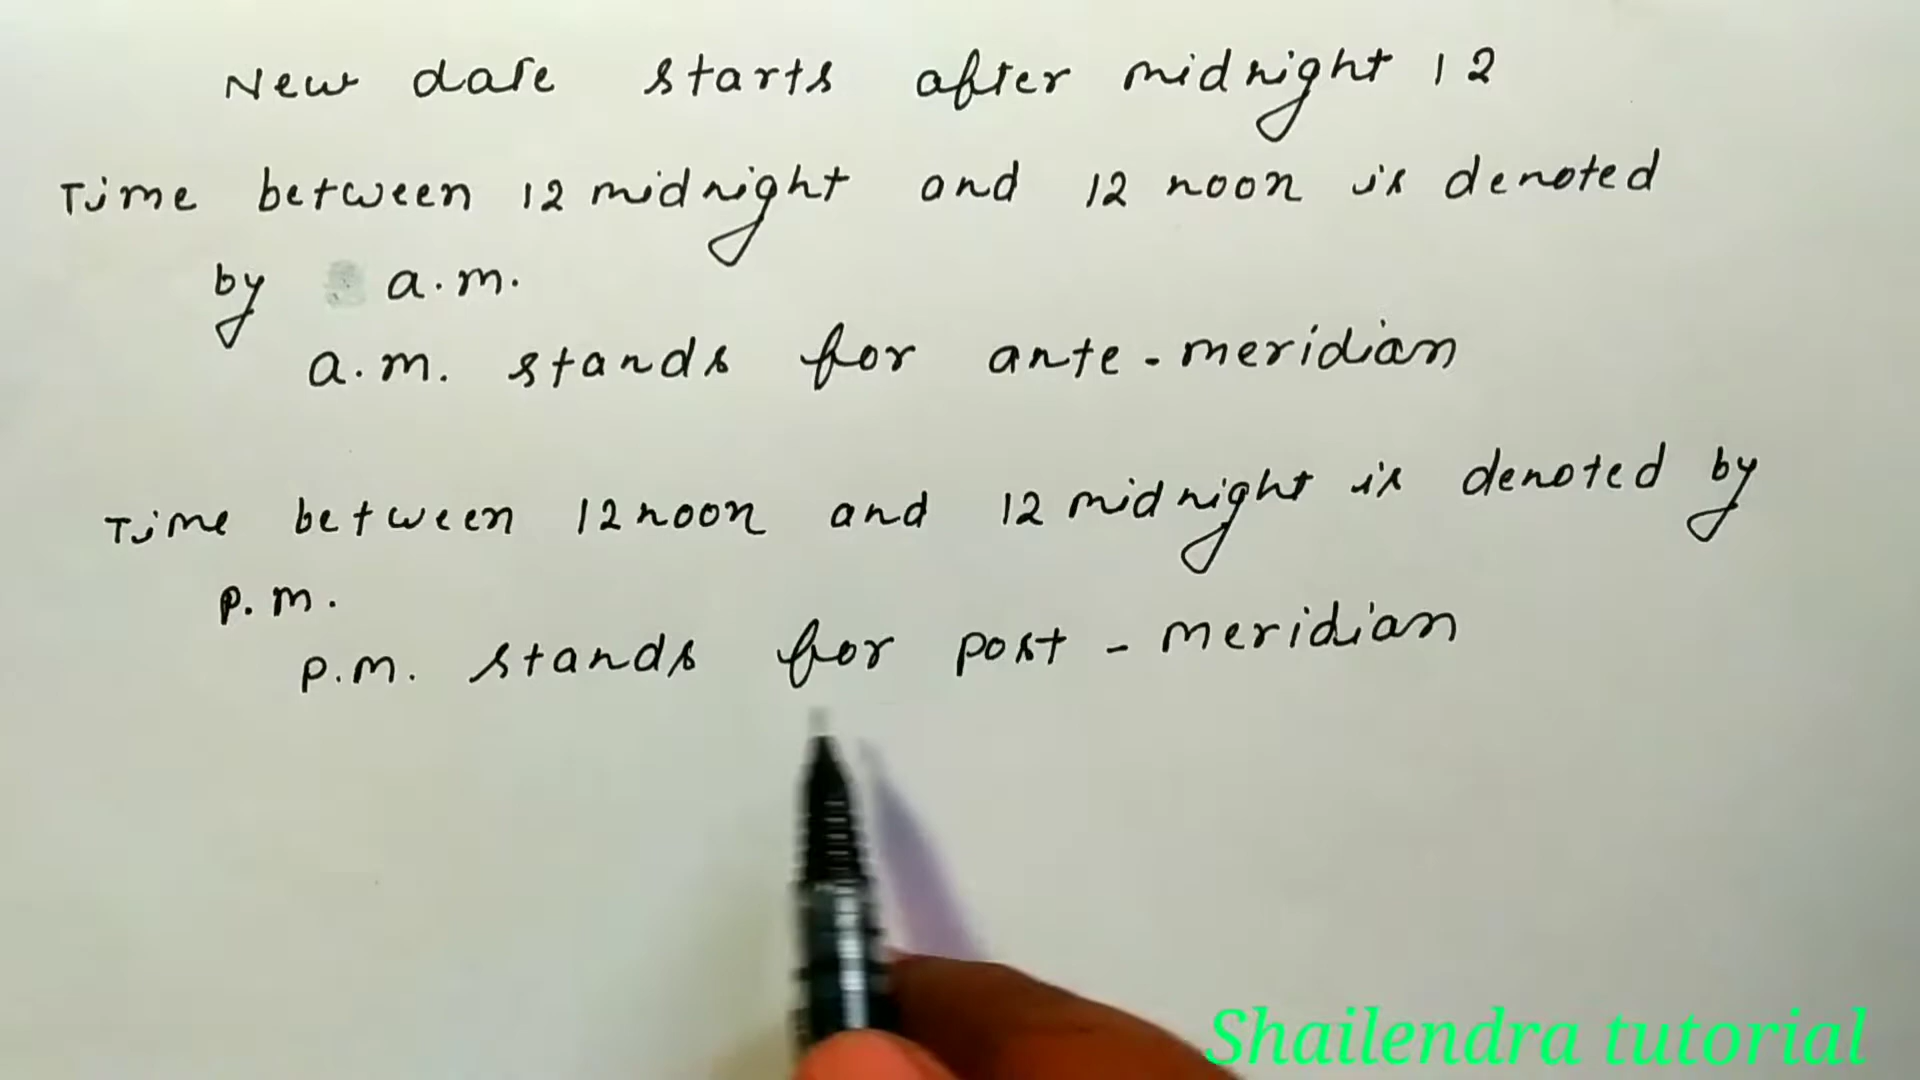 New date starts after midnight 12
Time between 12 midnight and 12 noon is denoted
by a.m.
a.m. stands for ante-meridian
Time between 12 noon and 12 midnight is denoted by
p.m.
p.m. stands for post-meridian
Shailendra tutorial